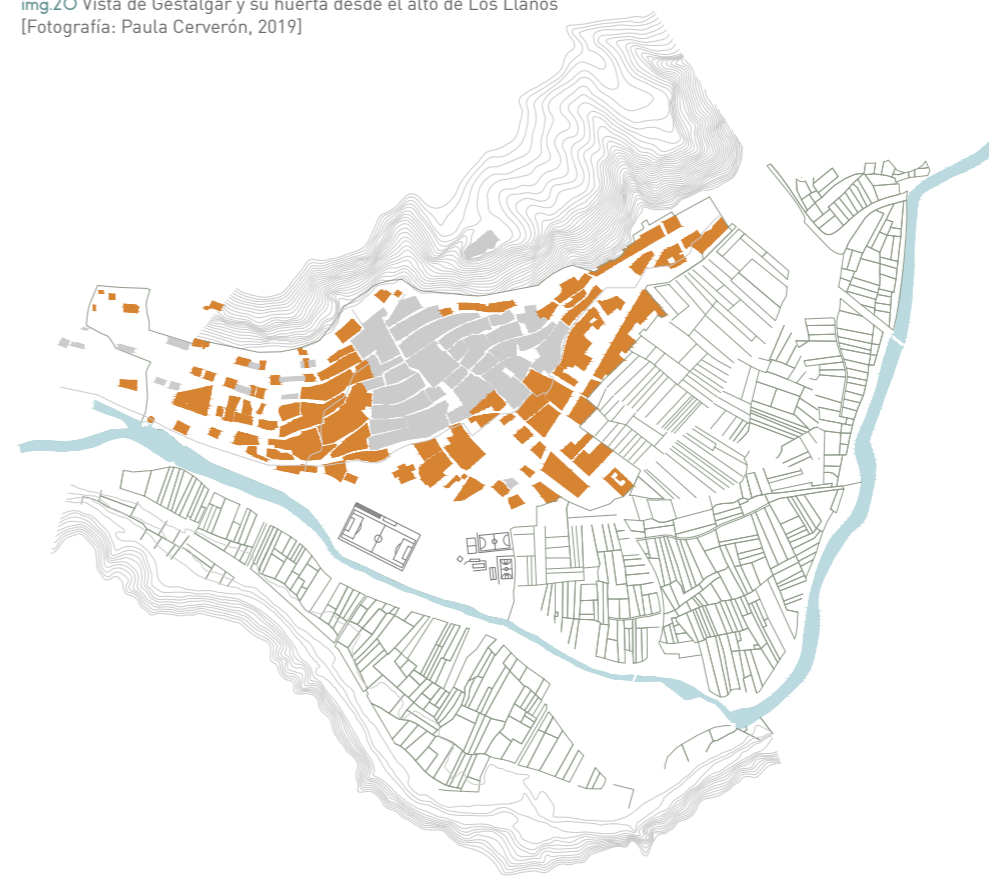 img.20 Vista de Gestalgar y su huerta desde el alto de Los Llanos
[Fotografía: Paula Cerverón, 2019]